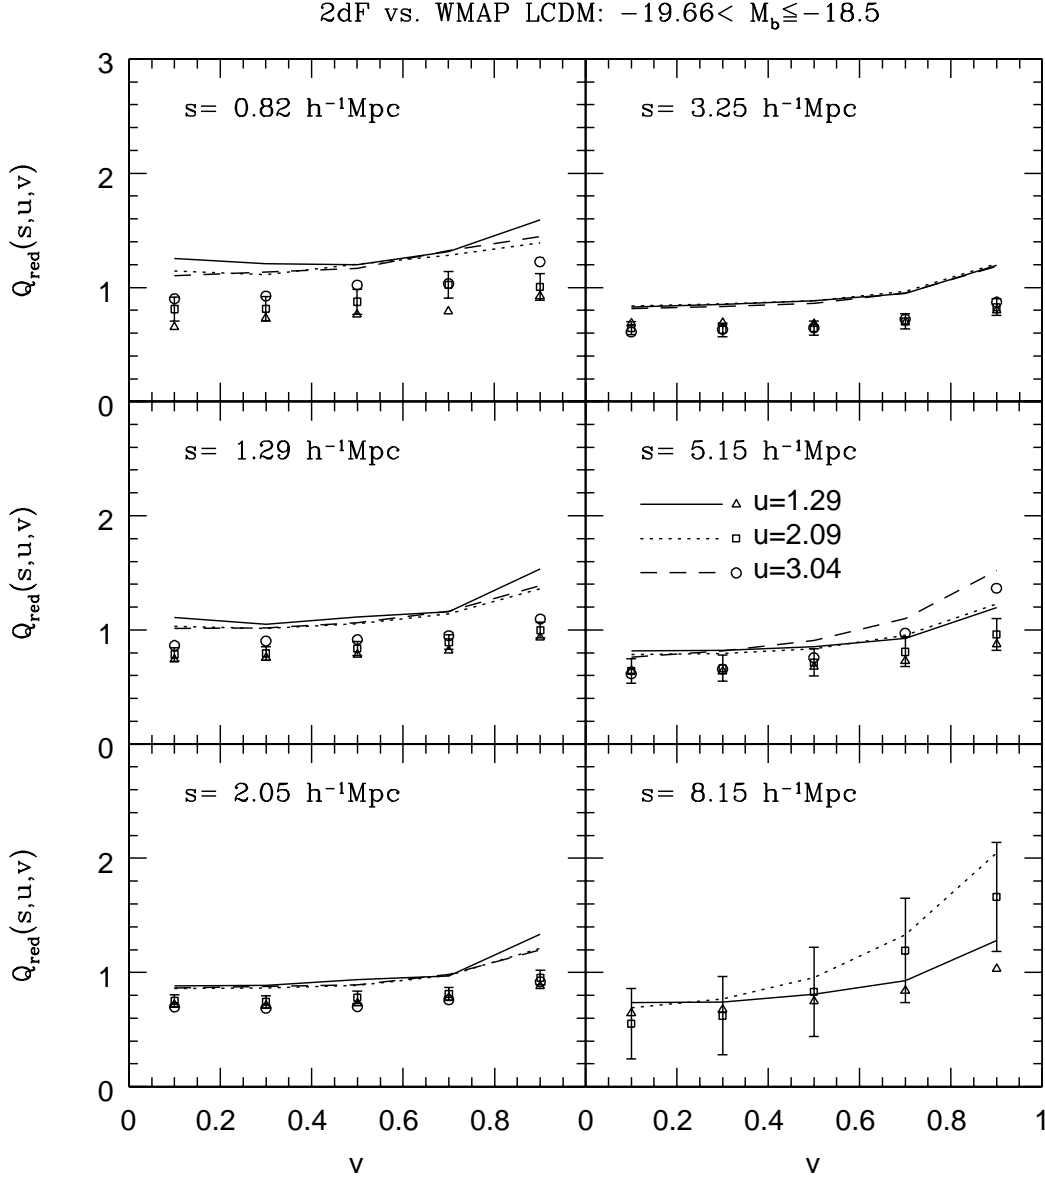 2dF vs. WMAP LCDM: −19.66< M_b≦−18.5
s= 0.82 h⁻¹Mpc
s= 3.25 h⁻¹Mpc
3
2
1
0
Q_red(s,u,v)
s= 1.29 h⁻¹Mpc
s= 5.15 h⁻¹Mpc
u=1.29
u=2.09
u=3.04
2
1
0
Q_red(s,u,v)
s= 2.05 h⁻¹Mpc
s= 8.15 h⁻¹Mpc
2
1
0
Q_red(s,u,v)
0 0.2 0.4 0.6 0.8 0 0.2 0.4 0.6 0.8 1
v v